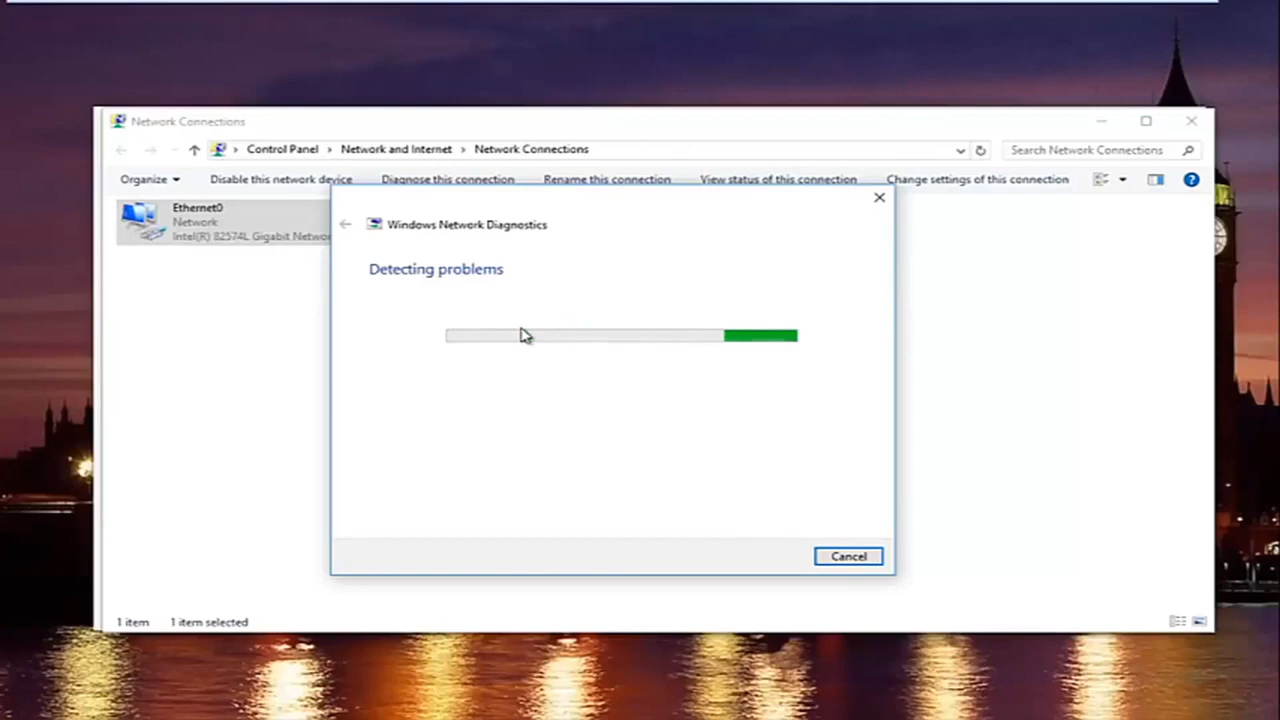 Network Connections
Control Panel > Network and Internet > Network Connections
Search Network Connections
Organize
Disable this network device
Diagnose this connection
Rename this connection
View status of this connection
Change settings of this connection
Ethernet0
Network
Intel(R) 82574L Gigabit Networ
Windows Network Diagnostics
Detecting problems
Cancel
1 item
1 item selected